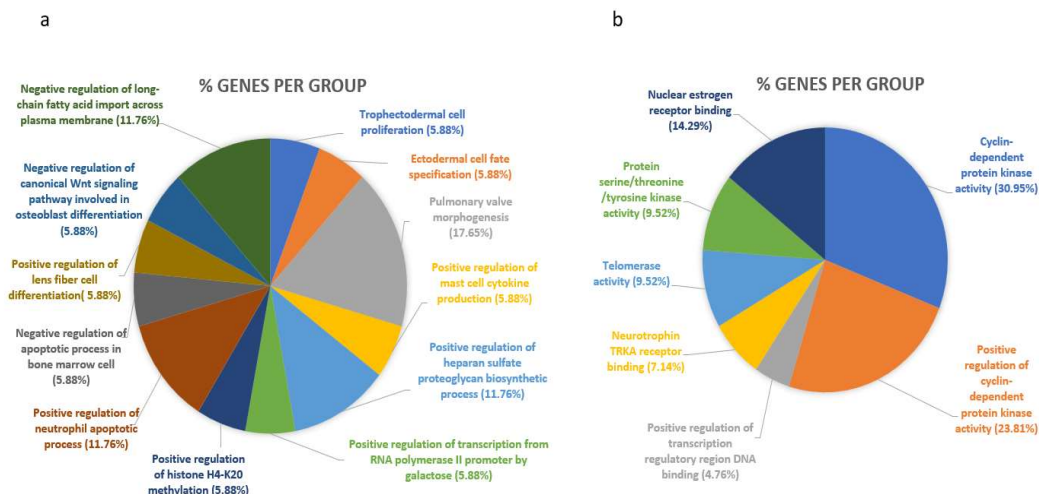 a
% GENES PER GROUP
Trophectodermal cell
proliferation (5.88%)
Ectodermal cell fate
specification (5.88%)
Pulmonary valve
morphogenesis
(17.65%)
Positive regulation of
mast cell cytokine
production (5.88%)
Positive regulation of
heparan sulfate
proteoglycan biosynthetic
process (11.76%)
Positive regulation of transcription from
RNA polymerase II promoter by
galactose (5.88%)
Positive regulation
of histone H4-K20
methylation (5.88%)
Positive regulation of
neutrophil apoptotic
process (11.76%)
Negative regulation of
apoptotic process in
bone marrow cell
(5.88%)
Positive regulation of
lens fiber cell
differentiation( 5.88%)
Negative regulation of
canonical Wnt signaling
pathway involved in
osteoblast differentiation
(5.88%)
Negative regulation of long-
chain fatty acid import across
plasma membrane (11.76%)
b
% GENES PER GROUP
Cyclin-
dependent
protein kinase
activity (30.95%)
Positive
regulation of
cyclin-
dependent
protein kinase
activity (23.81%)
Positive regulation of
transcription
regulatory region DNA
binding (4.76%)
Neurotrophin
TRKA receptor
binding (7.14%)
Telomerase
activity (9.52%)
Protein
serine/threonine
/tyrosine kinase
activity (9.52%)
Nuclear estrogen
receptor binding
(14.29%)